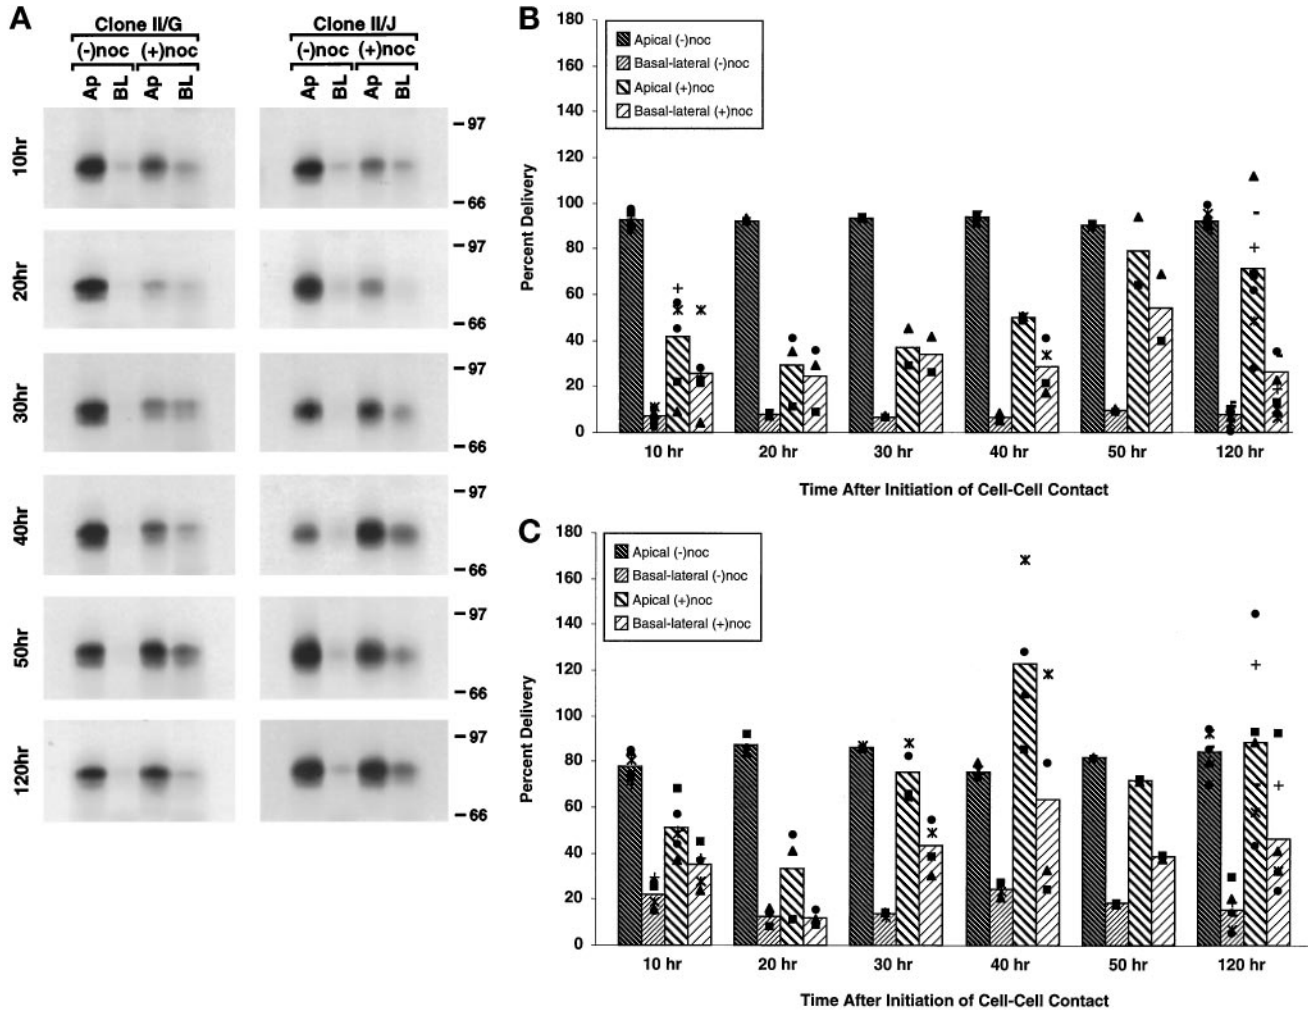 A
Clone II/G
Clone II/J
(-)noc (+)noc
(-)noc (+)noc
Ap BL Ap BL
Ap BL Ap BL
10hr
97
66
20hr
97
66
30hr
97
66
40hr
97
66
50hr
97
66
120hr
97
66
B
Percent Delivery
180
160
140
120
100
80
60
40
20
0
Apical (-)noc
Basal-lateral (-)noc
Apical (+)noc
Basal-lateral (+)noc
10 hr 20 hr 30 hr 40 hr 50 hr 120 hr
Time After Initiation of Cell-Cell Contact
C
Percent Delivery
180
160
140
120
100
80
60
40
20
0
Apical (-)noc
Basal-lateral (-)noc
Apical (+)noc
Basal-lateral (+)noc
10 hr 20 hr 30 hr 40 hr 50 hr 120 hr
Time After Initiation of Cell-Cell Contact